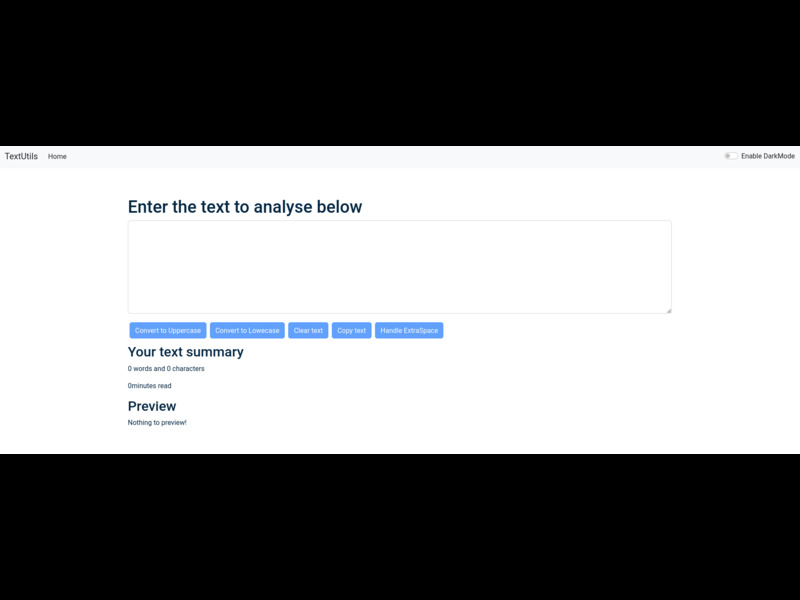 TextUtils Home Enable DarkMode
Enter the text to analyse below
Convert to Uppercase Convert to Lowecase Clear text Copy text Handle ExtraSpace
Your text summary
0 words and 0 characters
0minutes read
Preview
Nothing to preview!